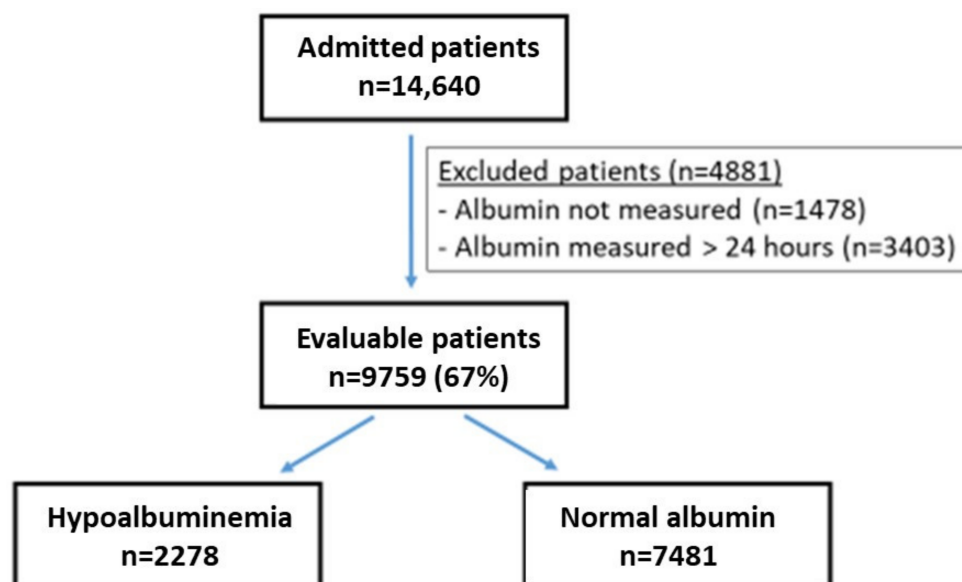 Admitted patients
n=14,640
Excluded patients (n=4881)
- Albumin not measured (n=1478)
- Albumin measured > 24 hours (n=3403)
Evaluable patients
n=9759 (67%)
Hypoalbuminemia
n=2278
Normal albumin
n=7481